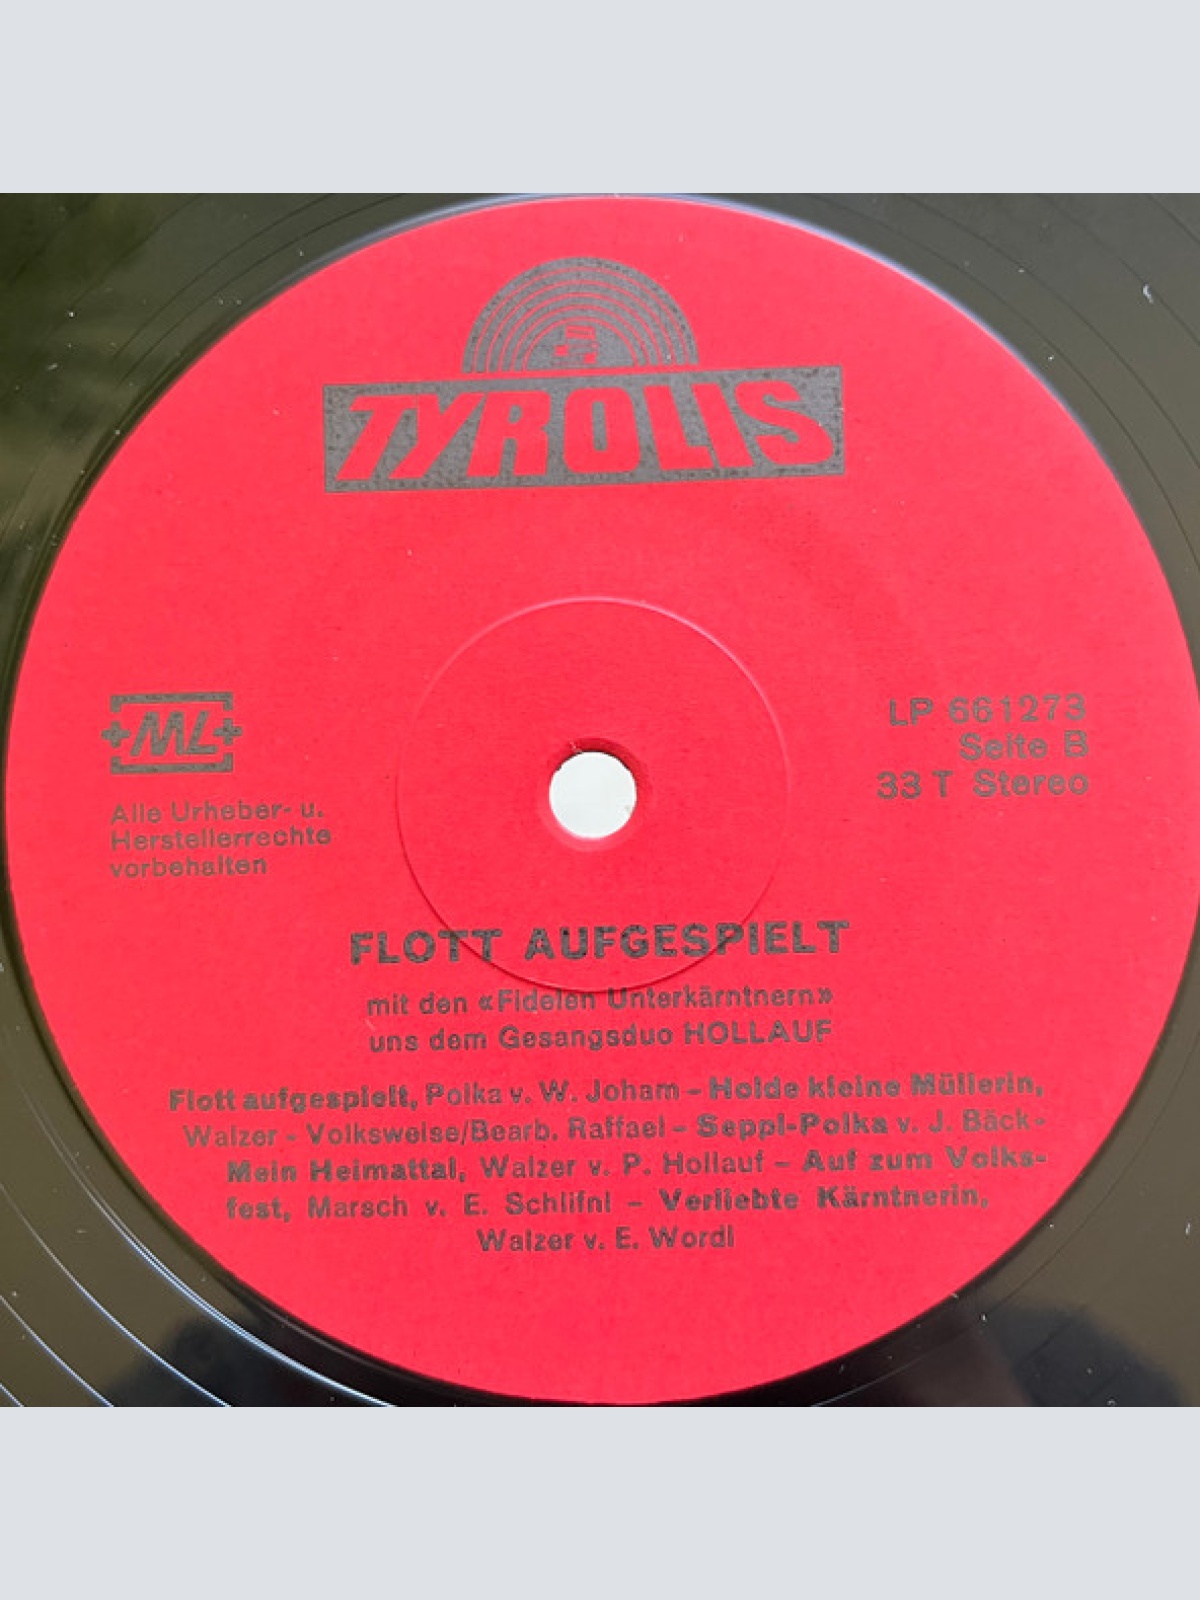 TYROLIS
ML
LP 661273
Seite B
33 T Stereo
Alle Urheber- u.
Herstellerrechte
vorbehalten
FLOTT AUFGESPIELT
mit den «Fidelen Unterkärntnern»
uns dem Gesangsduo HOLLAUF
Flott aufgespielt, Polka v. W. Joham – Holde kleine Müllerin,
Walzer - Volksweise/Bearb. Raffael – Seppl-Polka v. J. Bäck -
Mein Heimattal, Walzer v. P. Hollauf – Auf zum Volks-
fest, Marsch v. E. Schlifni – Verliebte Kärntnerin,
Walzer v. E. Wordl